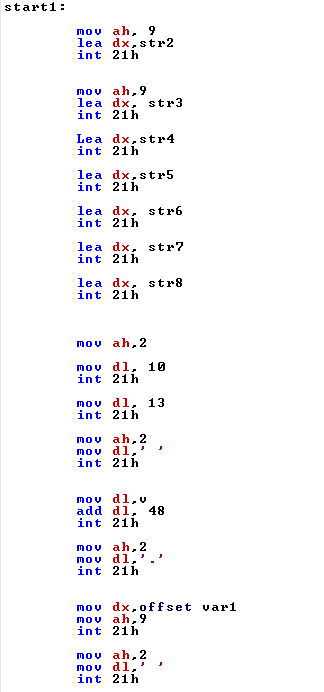 start1:
mov ah, 9
lea dx,str2
int 21h
mov ah,9
lea dx, str3
int 21h
Lea dx,str4
int 21h
lea dx,str5
int 21h
lea dx, str6
int 21h
lea dx, str7
int 21h
lea dx, str8
int 21h
mov ah,2
mov dl, 10
int 21h
mov dl, 13
int 21h
mov ah,2
mov dl,' '
int 21h
mov dl,v
add dl, 48
int 21h
mov ah,2
mov dl,'.'
int 21h
mov dx,offset var1
mov ah,9
int 21h
mov ah,2
mov dl,' '
int 21h